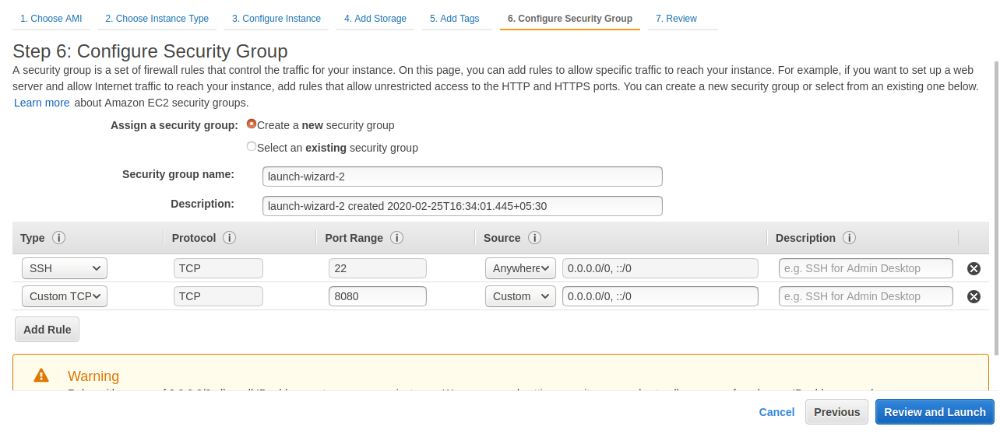 1. Choose AMI 2. Choose Instance Type 3. Configure Instance 4. Add Storage 5. Add Tags 6. Configure Security Group 7. Review
Step 6: Configure Security Group
A security group is a set of firewall rules that control the traffic for your instance. On this page, you can add rules to allow specific traffic to reach your instance. For example, if you want to set up a web
server and allow Internet traffic to reach your instance, add rules that allow unrestricted access to the HTTP and HTTPS ports. You can create a new security group or select from an existing one below.
Learn more about Amazon EC2 security groups.
Assign a security group: Create a new security group
Select an existing security group
Security group name: launch-wizard-2
Description: launch-wizard-2 created 2020-02-25T16:34:01.445+05:30
Type i Protocol i Port Range i Source i Description i
SSH TCP 22 Anywhere 0.0.0.0/0, ::/0 e.g. SSH for Admin Desktop
Custom TCP TCP 8080 Custom 0.0.0.0/0, ::/0 e.g. SSH for Admin Desktop
Add Rule
Warning
Cancel Previous Review and Launch